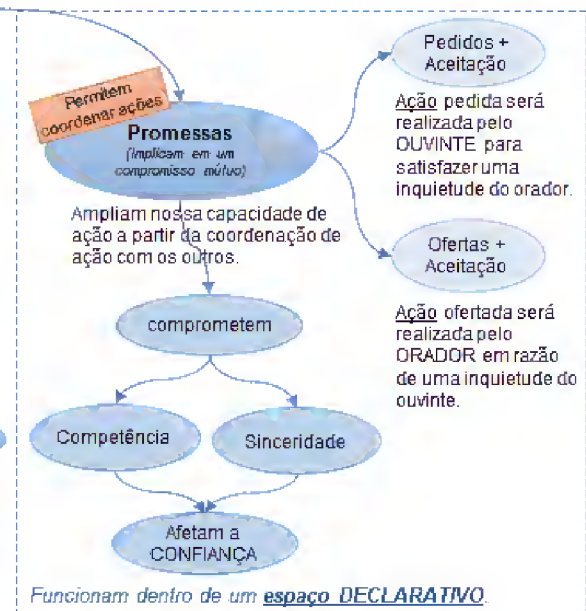 Permitem
coordenar ações
Promessas
(Implicam em um
compromisso mútuo)
Ampliam nossa capacidade de
ação a partir da coordenação de
ação com os outros.
Pedidos +
Aceitação
Ação pedida será
realizada pelo
OUVINTE para
satisfazer uma
inquietude do orador.
Ofertas +
Aceitação
Ação ofertada será
realizada pelo
ORADOR em razão
de uma inquietude do
ouvinte.
comprometem
Competência
Sinceridade
Afetam a
CONFIANÇA
Funcionam dentro de um espaço DECLARATIVO.